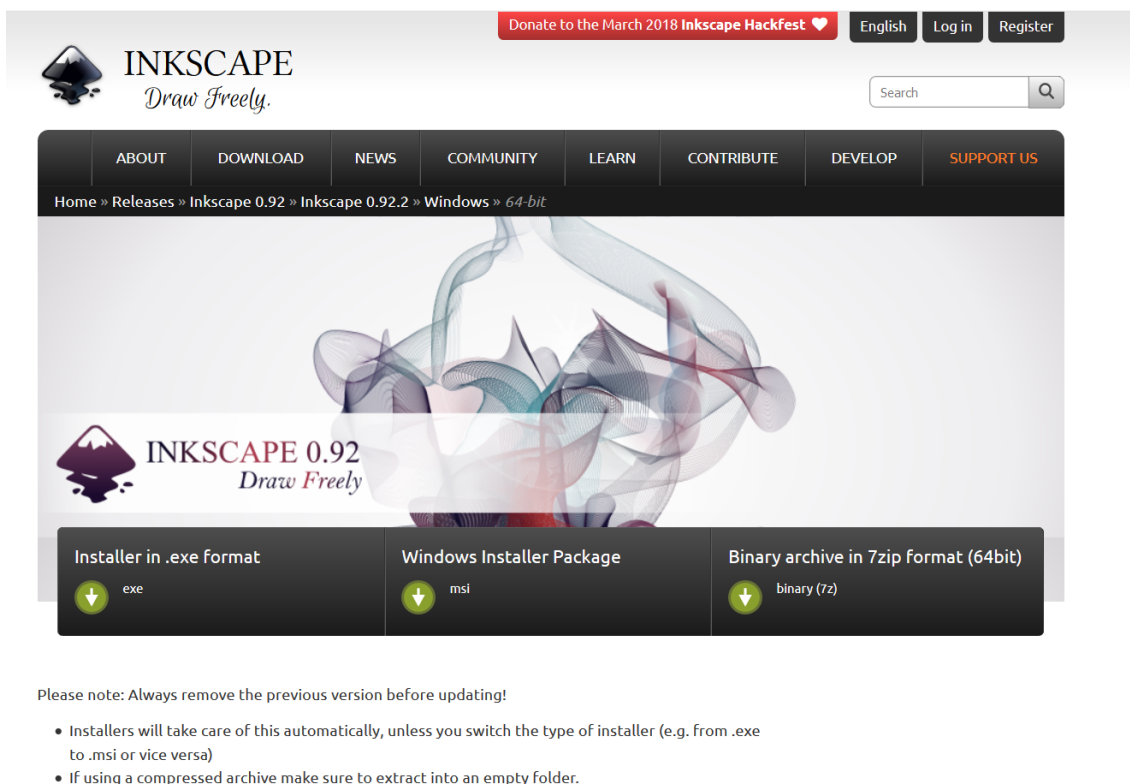 Donate to the March 2018 Inkscape Hackfest
English
Log in
Register
INKSCAPE
Draw Freely.
Search
ABOUT
DOWNLOAD
NEWS
COMMUNITY
LEARN
CONTRIBUTE
DEVELOP
SUPPORT US
Home » Releases » Inkscape 0.92 » Inkscape 0.92.2 » Windows » 64-bit
INKSCAPE 0.92
Draw Freely
Installer in .exe format
exe
Windows Installer Package
msi
Binary archive in 7zip format (64bit)
binary (7z)
Please note: Always remove the previous version before updating!
• Installers will take care of this automatically, unless you switch the type of installer (e.g. from .exe
to .msi or vice versa)
• If using a compressed archive make sure to extract into an empty folder.